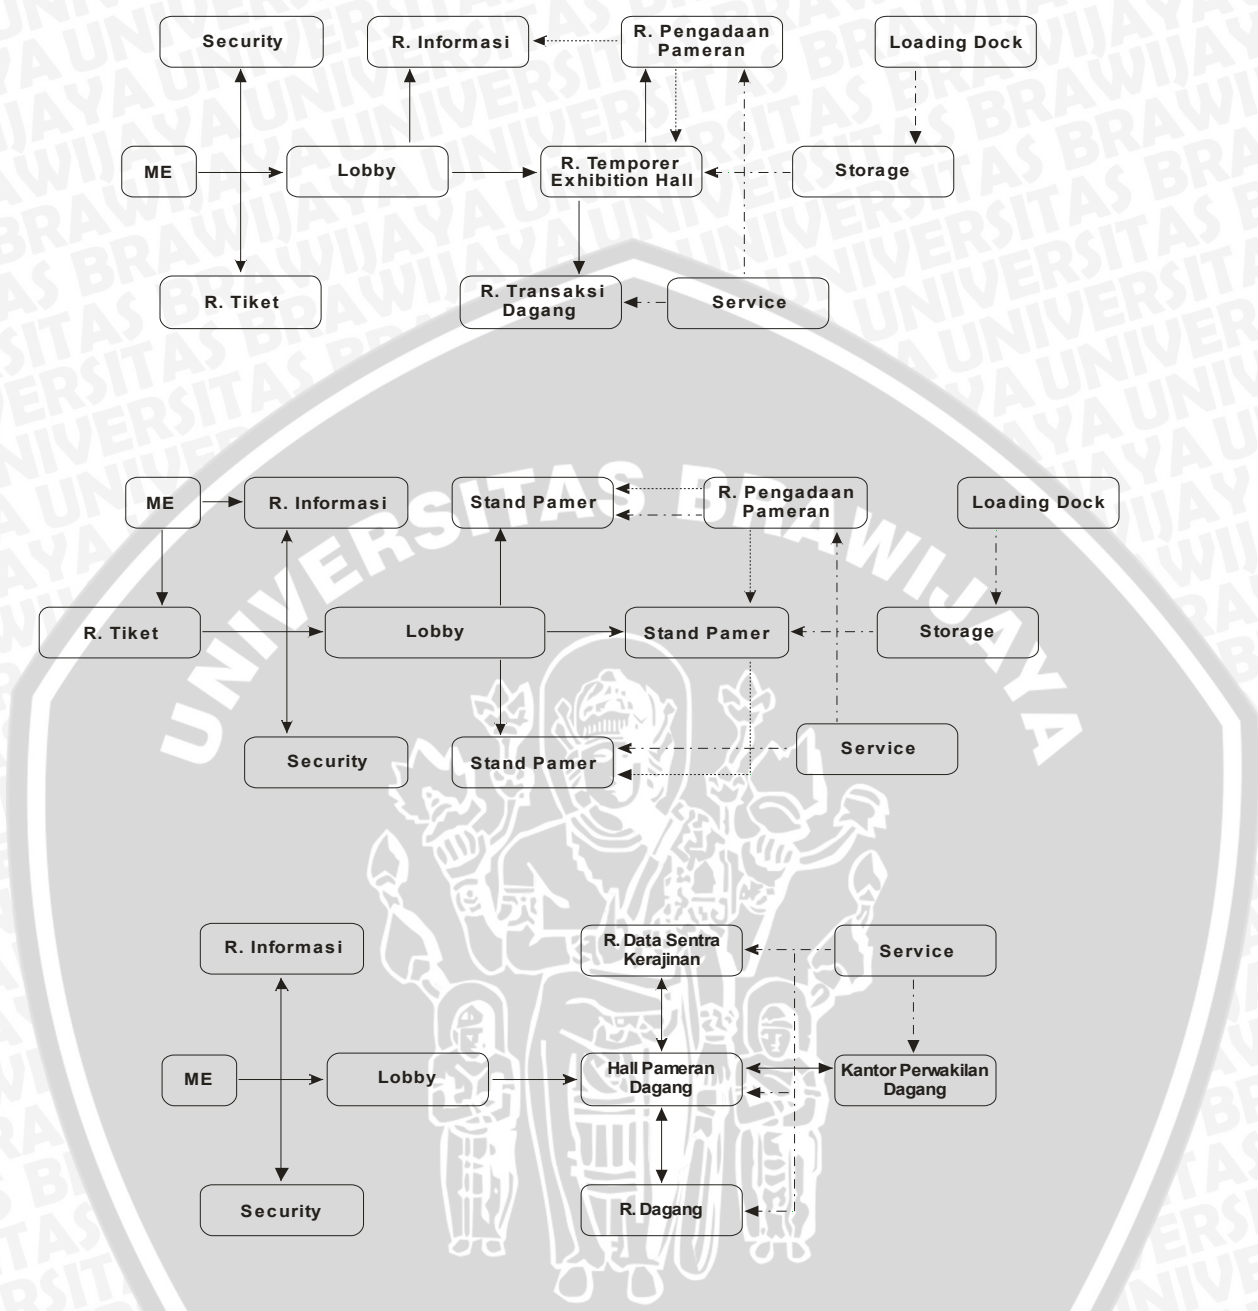 Security
R. Informasi
R. Pengadaan
Pameran
Loading Dock
ME
Lobby
R. Temporer
Exhibition Hall
Storage
R. Tiket
R. Transaksi
Dagang
Service
ME
R. Informasi
Stand Pamer
R. Pengadaan
Pameran
Loading Dock
R. Tiket
Lobby
Stand Pamer
Storage
Security
Stand Pamer
Service
UNIVERSITAS BRAWIJAYA
R. Informasi
R. Data Sentra
Kerajinan
Service
ME
Lobby
Hall Pameran
Dagang
Kantor Perwakilan
Dagang
Security
R. Dagang